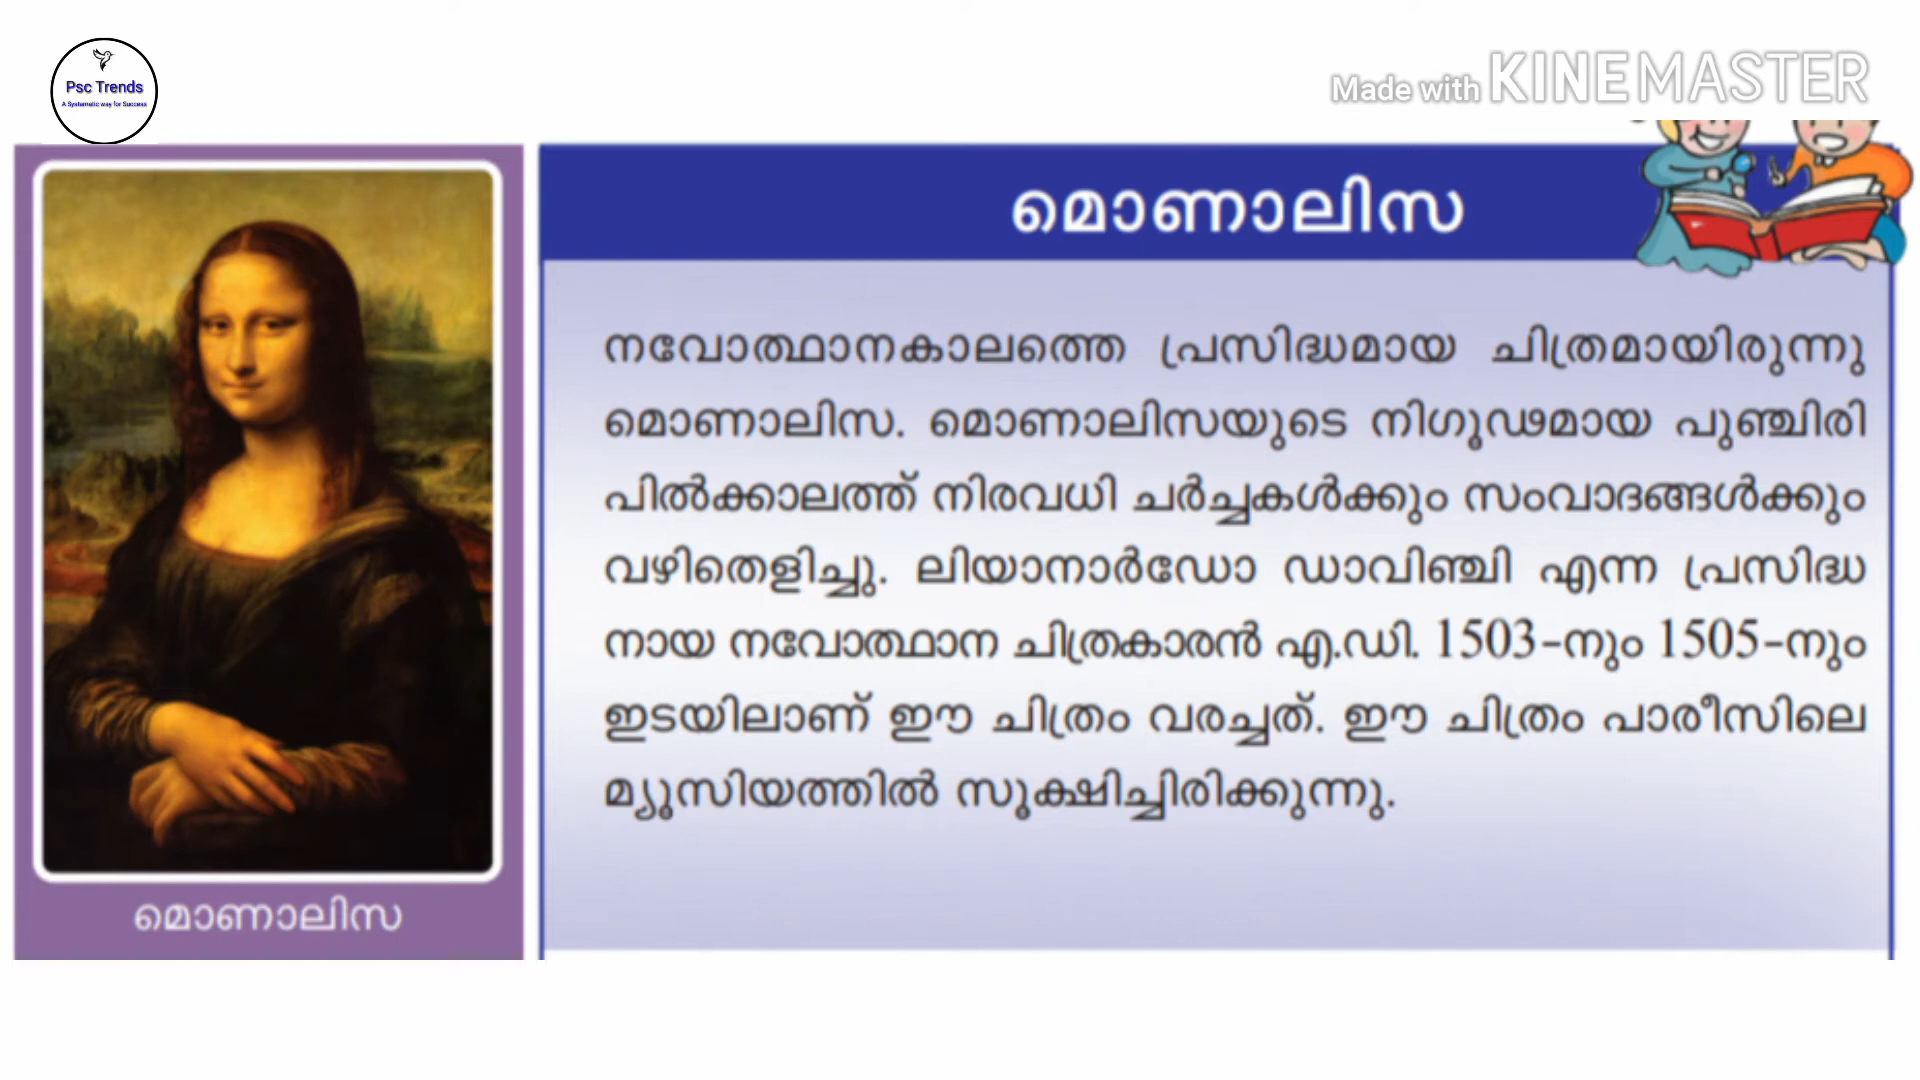 Psc Trends
A Systematic way for Success
Made with KINEMASTER
മൊണാലിസ
നവോത്ഥാനകാലത്തെ പ്രസിദ്ധമായ ചിത്രമായിരുന്നു
മൊണാലിസ. മൊണാലിസയുടെ നിഗൂഢമായ പുഞ്ചിരി
പിൽക്കാലത്ത് നിരവധി ചർച്ചകൾക്കും സംവാദങ്ങൾക്കും
വഴിതെളിച്ചു. ലിയാനാർഡോ ഡാവിഞ്ചി എന്ന പ്രസിദ്ധ
നായ നവോത്ഥാന ചിത്രകാരൻ എ.ഡി. 1503-നും 1505-നും
ഇടയിലാണ് ഈ ചിത്രം വരച്ചത്. ഈ ചിത്രം പാരീസിലെ
മ്യൂസിയത്തിൽ സൂക്ഷിച്ചിരിക്കുന്നു.
മൊണാലിസ